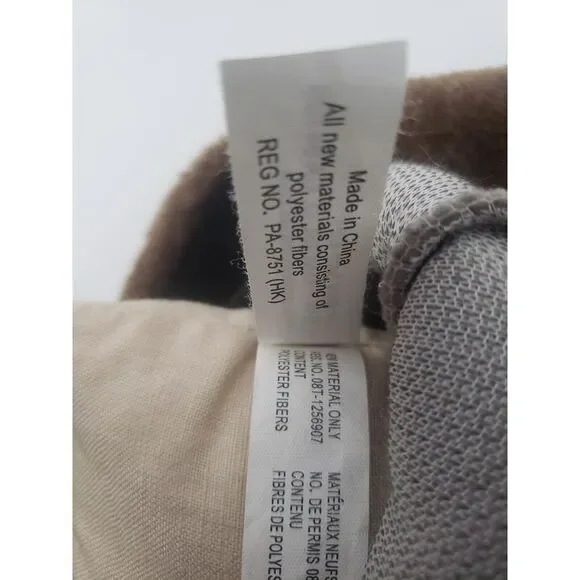 Made in China
All new materials consisting of
polyester fibers
REG NO. PA-8751 (HK)
MATERIAL ONLY
NO. 08T-1256907
CONTENT
POLYESTER FIBERS
MATÉRIAUX NEUFS
NO. DE PERMIS 08
CONTENU
FIBRES DE POLYES